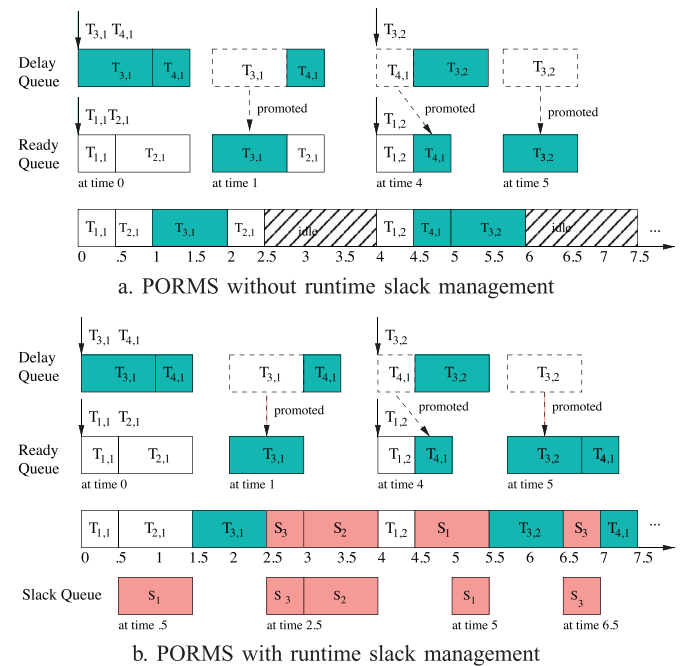 T3,1 T4,1
T3,2
Delay Queue
T3,1 T4,1
T3,1 T4,1
T4,1 T3,2
T3,2
T1,1 T2,1
promoted
T1,2
promoted
promoted
Ready Queue
T1,1 T2,1
T3,1 T2,1
T1,2 T4,1
T3,2
at time 0
at time 1
at time 4
at time 5
T1,1 T2,1 T3,1 T2,1 idle T1,2 T4,1 T3,2 idle ...
0 .5 1 1.5 2 2.5 3 3.5 4 4.5 5 5.5 6 6.5 7 7.5
a. PORMS without runtime slack management
T3,1 T4,1
T3,2
Delay Queue
T3,1 T4,1
T3,1 T4,1
T4,1 T3,2
T3,2
T1,1 T2,1
promoted
T1,2
promoted
promoted
Ready Queue
T1,1 T2,1
T3,1
T1,2 T4,1
T3,2 T4,1
at time 0
at time 1
at time 4
at time 5
T1,1 T2,1 T3,1 S3 S2 T1,2 S1 T3,2 S3 T4,1 ...
0 .5 1 1.5 2 2.5 3 3.5 4 4.5 5 5.5 6 6.5 7 7.5
Slack Queue
S1
S3 S2
S1
S3
at time .5
at time 2.5
at time 5
at time 6.5
b. PORMS with runtime slack management